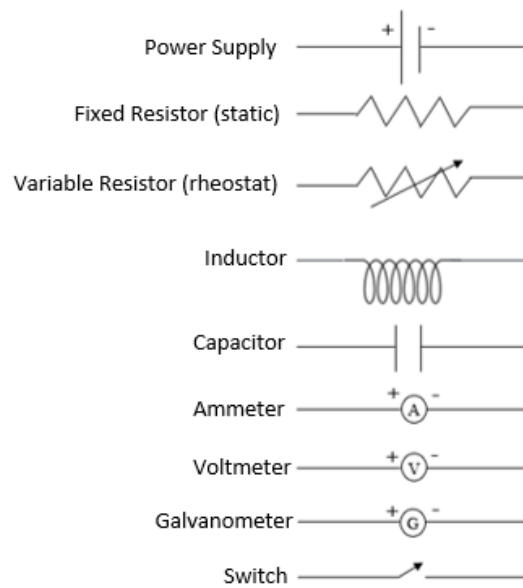 + -
Power Supply
Fixed Resistor (static)
Variable Resistor (rheostat)
Inductor
Capacitor
Ammeter + A -
Voltmeter + V -
Galvanometer + G -
Switch